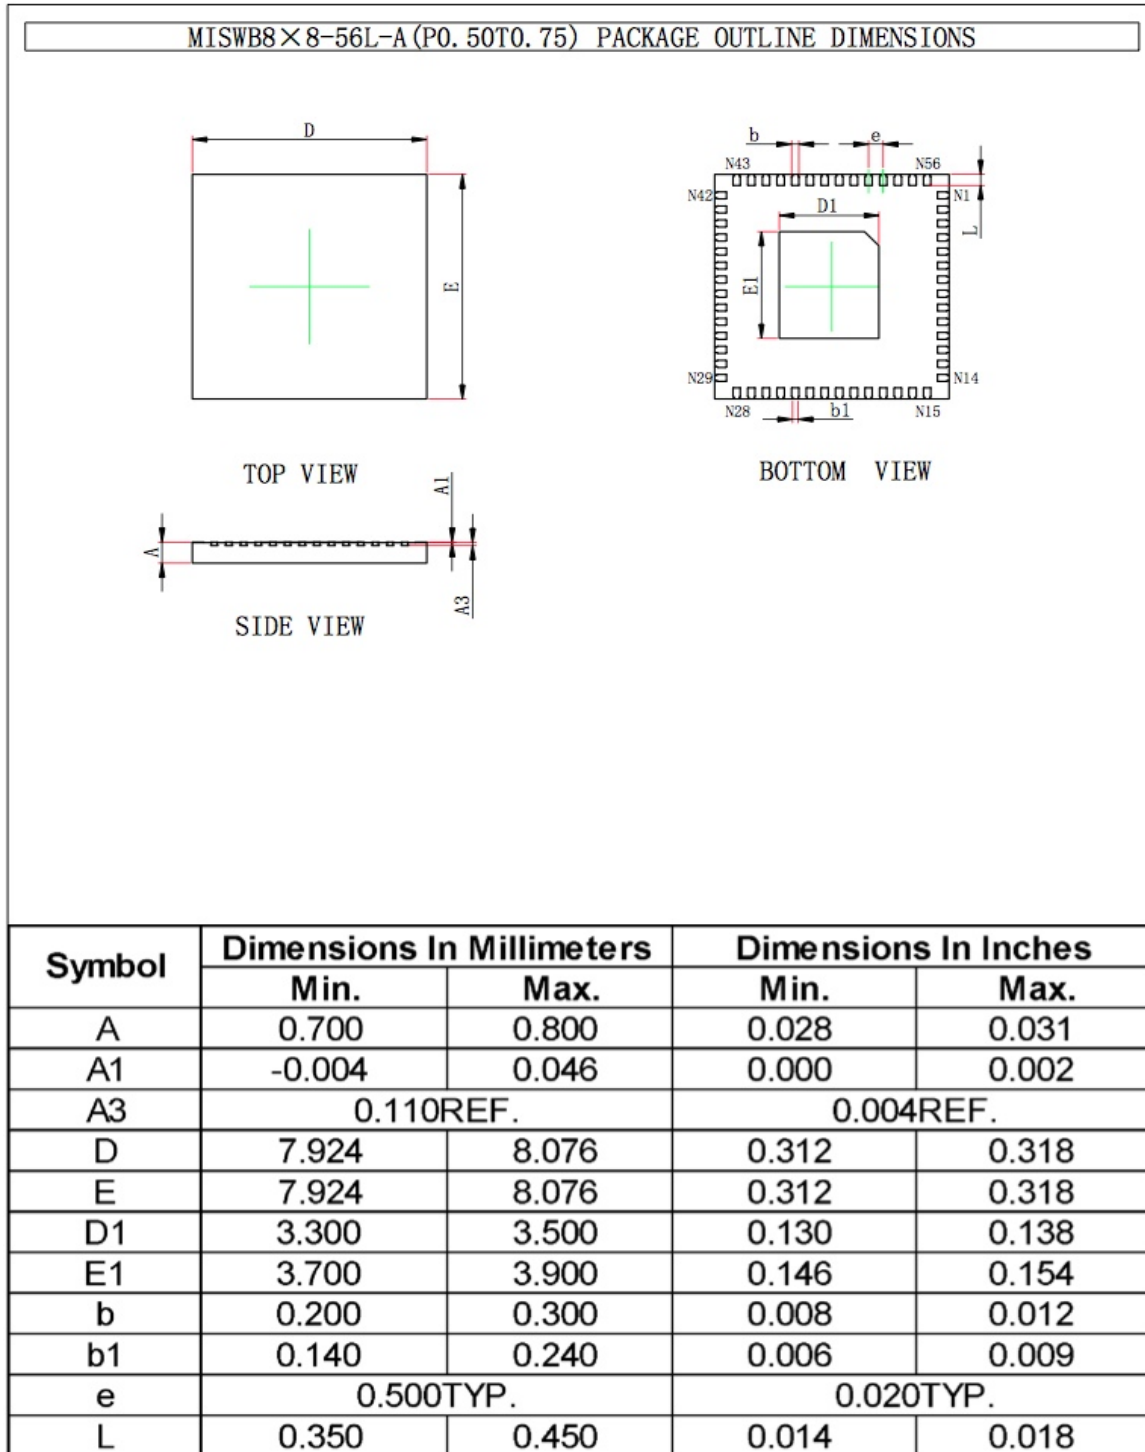 MISWB8×8-56L-A(P0.50T0.75) PACKAGE OUTLINE DIMENSIONS
D
E
TOP VIEW
b
e
N43
N56
N42
N1
D1
L
E1
N29
N14
N28
b1
N15
BOTTOM VIEW
A1
A
A3
SIDE VIEW
Symbol Dimensions In Millimeters Dimensions In Inches
Min. Max. Min. Max.
A 0.700 0.800 0.028 0.031
A1 -0.004 0.046 0.000 0.002
A3 0.110REF. 0.004REF.
D 7.924 8.076 0.312 0.318
E 7.924 8.076 0.312 0.318
D1 3.300 3.500 0.130 0.138
E1 3.700 3.900 0.146 0.154
b 0.200 0.300 0.008 0.012
b1 0.140 0.240 0.006 0.009
e 0.500TYP. 0.020TYP.
L 0.350 0.450 0.014 0.018